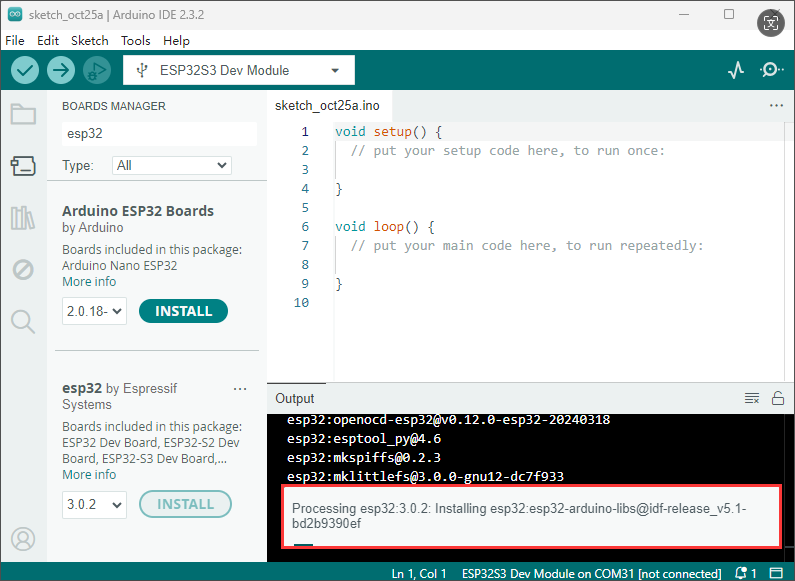 sketch_oct25a | Arduino IDE 2.3.2
File Edit Sketch Tools Help
ESP32S3 Dev Module
BOARDS MANAGER
esp32
Type: All
Arduino ESP32 Boards
by Arduino
Boards included in this package:
Arduino Nano ESP32
More info
2.0.18- INSTALL
esp32 by Espressif
Systems
Boards included in this package:
ESP32 Dev Board, ESP32-S2 Dev
Board, ESP32-S3 Dev Board,...
More info
3.0.2 INSTALL
sketch_oct25a.ino
1 void setup() {
2 // put your setup code here, to run once:
3
4 }
5
6 void loop() {
7 // put your main code here, to run repeatedly:
8
9 }
10
Output
esp32:openocd-esp32@v0.12.0-esp32-20240318
esp32:esptool_py@4.6
esp32:mkspiffs@0.2.3
esp32:mklittlefs@3.0.0-gnu12-dc7f933
Processing esp32:3.0.2: Installing esp32:esp32-arduino-libs@idf-release_v5.1-
bd2b9390ef
Ln 1, Col 1 ESP32S3 Dev Module on COM31 [not connected] 1